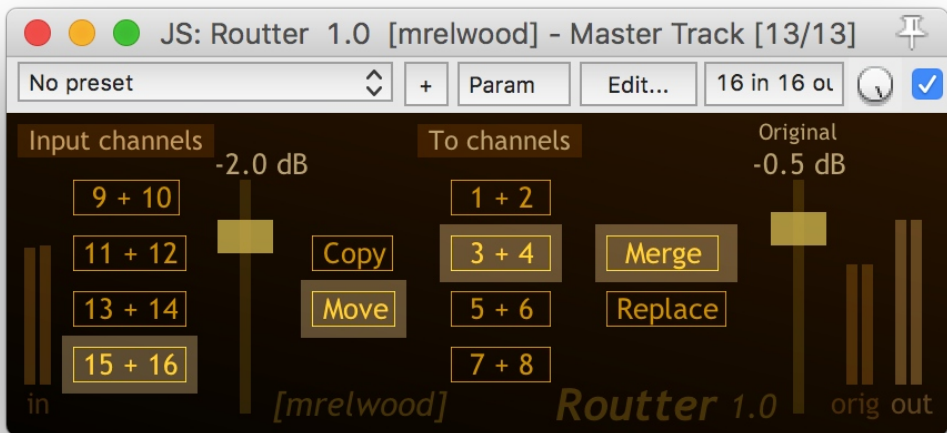 JS: Routter 1.0 [mrelwood] - Master Track [13/13]
No preset
+
Param
Edit...
16 in 16 ou
Input channels
To channels
Original
-2.0 dB
-0.5 dB
9 + 10
1 + 2
11 + 12
Copy
3 + 4
Merge
13 + 14
Move
5 + 6
Replace
15 + 16
7 + 8
in
[mrelwood]
Routter 1.0
orig
out